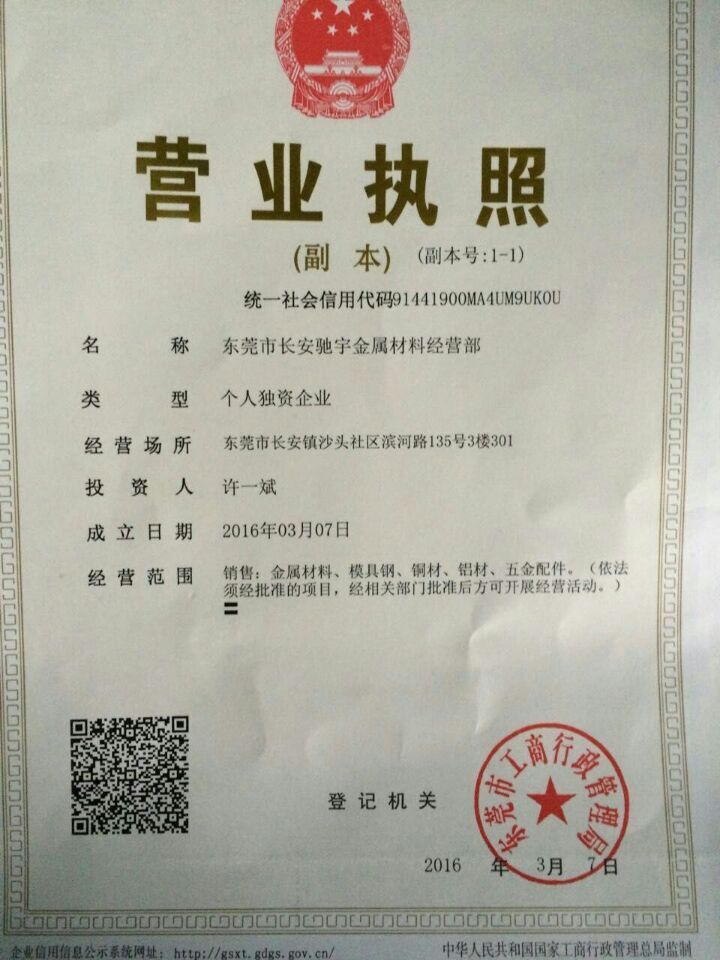 营业执照
(副 本) (副本号:1-1)
统一社会信用代码91441900MA4UM9UK0U
名 称 东莞市长安驰宇金属材料经营部
类 型 个人独资企业
经营场所 东莞市长安镇沙头社区滨河路135号3楼301
投资人 许一斌
成立日期 2016年03月07日
经营范围 销售：金属材料、模具钢、铜材、铝材、五金配件。（依法
须经批准的项目，经相关部门批准后方可开展经营活动。）
〓
东莞市工商行政管理局
登记机关
2016 年 3月 7日
企业信用信息公示系统网址：http://gsxt.gdgs.gov.cn/ 中华人民共和国国家工商行政管理总局监制